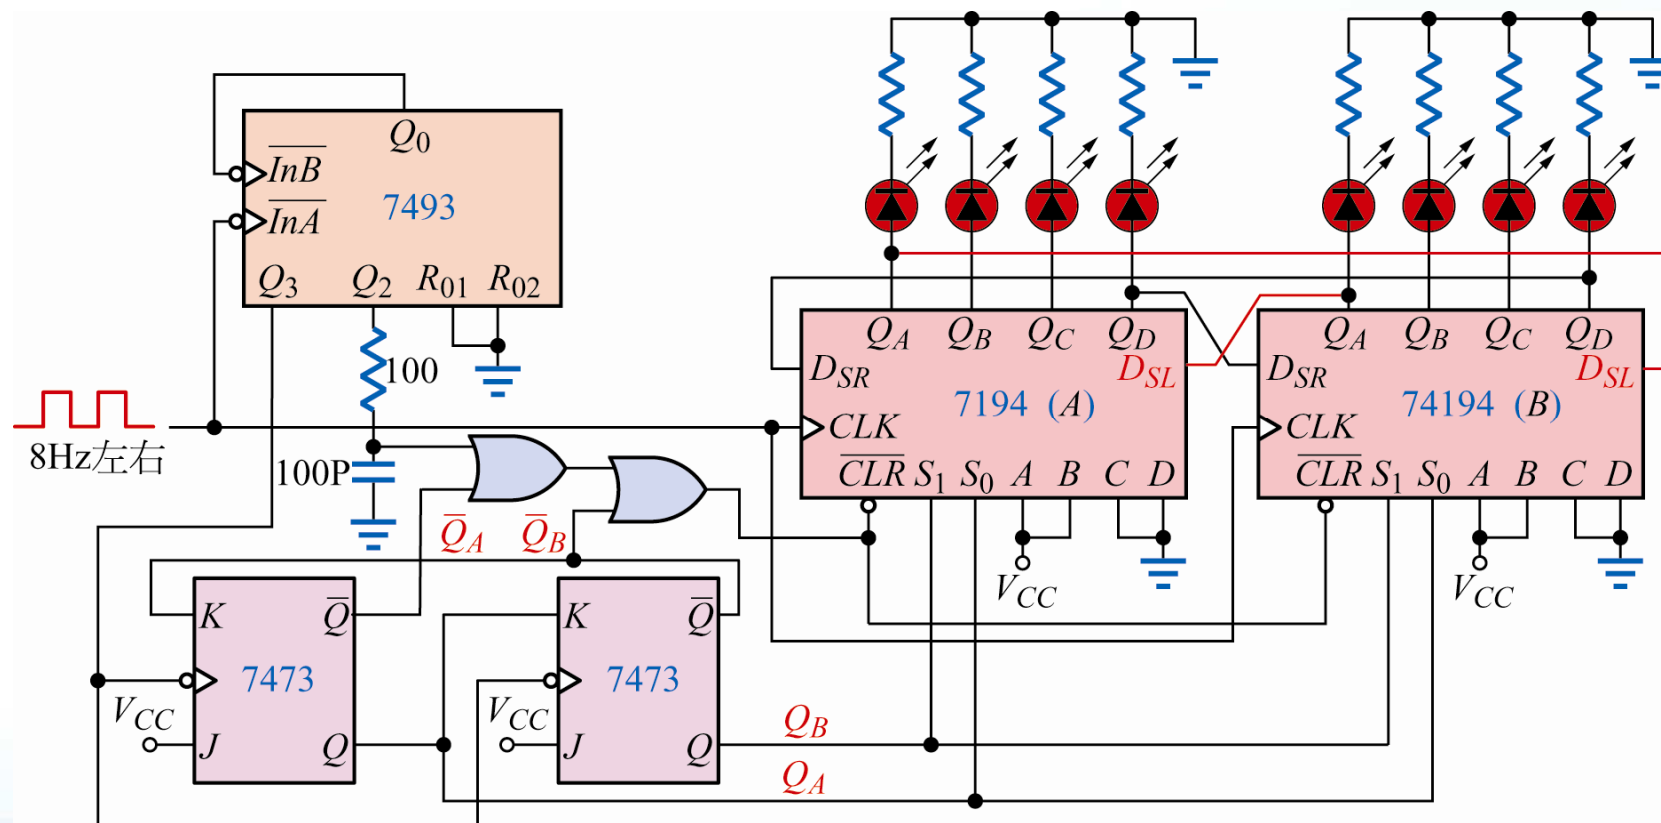 Q0
InB
7493
InA
Q3 Q2 R01 R02
100
8Hz左右
100P
Q̅A Q̅B
K Q̅
7473
VCC
J Q
K Q̅
7473
VCC
J Q
QB
QA
QA QB QC QD
DSR DSL
7194 (A)
CLK
CLR S1 S0 A B C D
VCC
QA QB QC QD
DSR DSL
74194 (B)
CLK
CLR S1 S0 A B C D
VCC